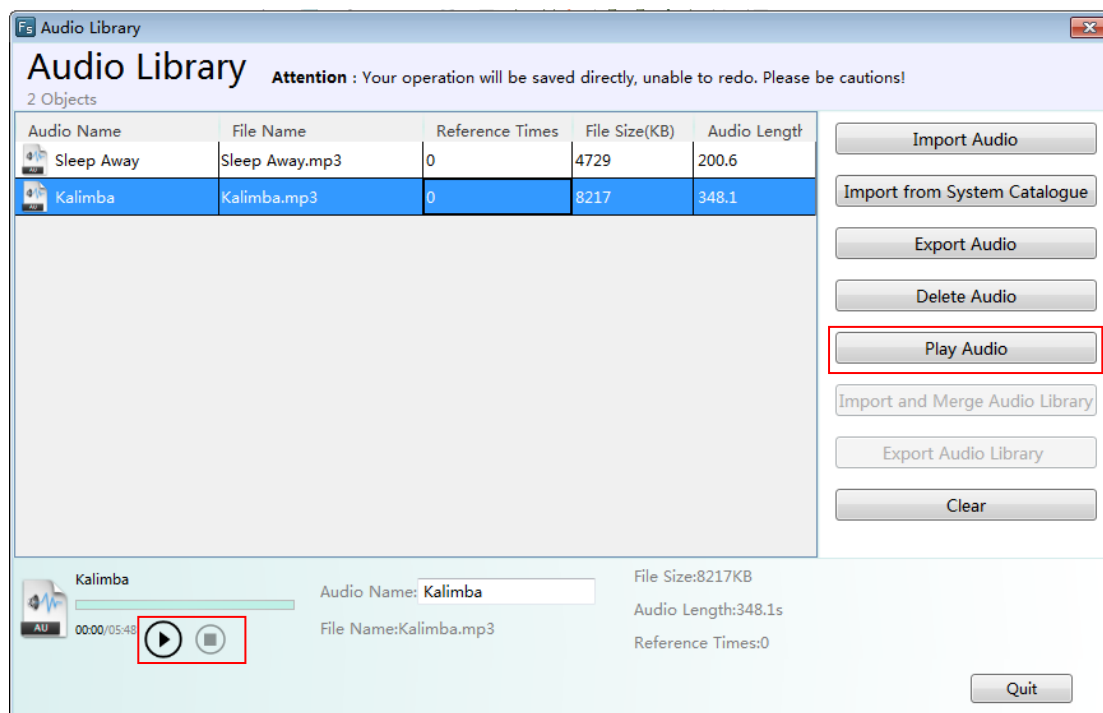 Fs Audio Library
Audio Library
Attention : Your operation will be saved directly, unable to redo. Please be cautions!
2 Objects
Audio Name File Name Reference Times File Size(KB) Audio Length
AU Sleep Away Sleep Away.mp3 0 4729 200.6
AU Kalimba Kalimba.mp3 0 8217 348.1
Import Audio
Import from System Catalogue
Export Audio
Delete Audio
Play Audio
Import and Merge Audio Library
Export Audio Library
Clear
Kalimba
AU
00:00/05:48
Audio Name: Kalimba
File Name:Kalimba.mp3
File Size:8217KB
Audio Length:348.1s
Reference Times:0
Quit